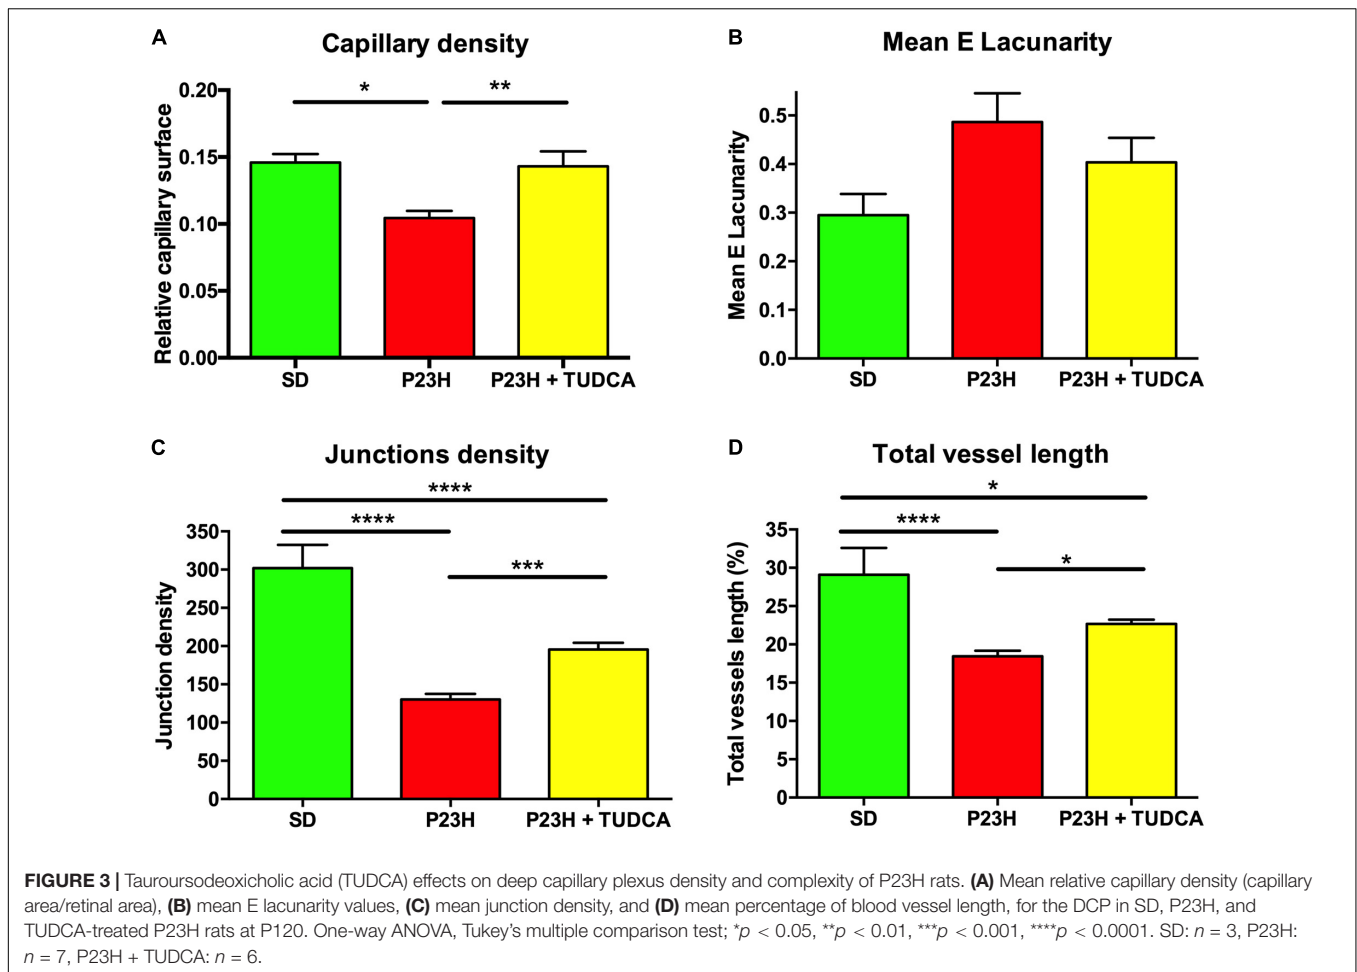 A
Capillary density
Relative capillary surface
0.20
0.15
0.10
0.05
0.00
*
**
SD
P23H
P23H + TUDCA
B
Mean E Lacunarity
Mean E Lacunarity
0.5
0.4
0.3
0.2
0.1
0.0
SD
P23H
P23H + TUDCA
C
Junctions density
Junction density
350
300
250
200
150
100
50
0
****
****
***
SD
P23H
P23H + TUDCA
D
Total vessel length
Total vessels length (%)
35
30
25
20
15
10
5
0
*
****
*
SD
P23H
P23H + TUDCA
FIGURE 3 | Tauroursodeoxicholic acid (TUDCA) effects on deep capillary plexus density and complexity of P23H rats. (A) Mean relative capillary density (capillary
area/retinal area), (B) mean E lacunarity values, (C) mean junction density, and (D) mean percentage of blood vessel length, for the DCP in SD, P23H, and
TUDCA-treated P23H rats at P120. One-way ANOVA, Tukey's multiple comparison test; *p < 0.05, **p < 0.01, ***p < 0.001, ****p < 0.0001. SD: n = 3, P23H:
n = 7, P23H + TUDCA: n = 6.